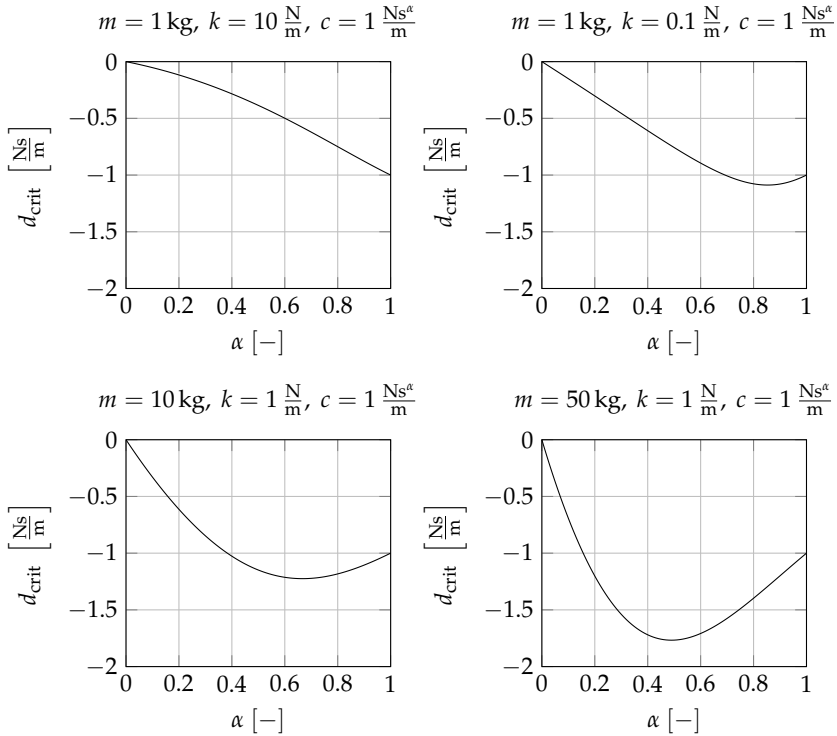 m = 1 kg, k = 10 N/m, c = 1 Nsᵅ/m
0
−0.5
−1
−1.5
−2
d_crit [Ns/m]
0 0.2 0.4 0.6 0.8 1
α [−]
m = 1 kg, k = 0.1 N/m, c = 1 Nsᵅ/m
0
−0.5
−1
−1.5
−2
d_crit [Ns/m]
0 0.2 0.4 0.6 0.8 1
α [−]
m = 10 kg, k = 1 N/m, c = 1 Nsᵅ/m
0
−0.5
−1
−1.5
−2
d_crit [Ns/m]
0 0.2 0.4 0.6 0.8 1
α [−]
m = 50 kg, k = 1 N/m, c = 1 Nsᵅ/m
0
−0.5
−1
−1.5
−2
d_crit [Ns/m]
0 0.2 0.4 0.6 0.8 1
α [−]